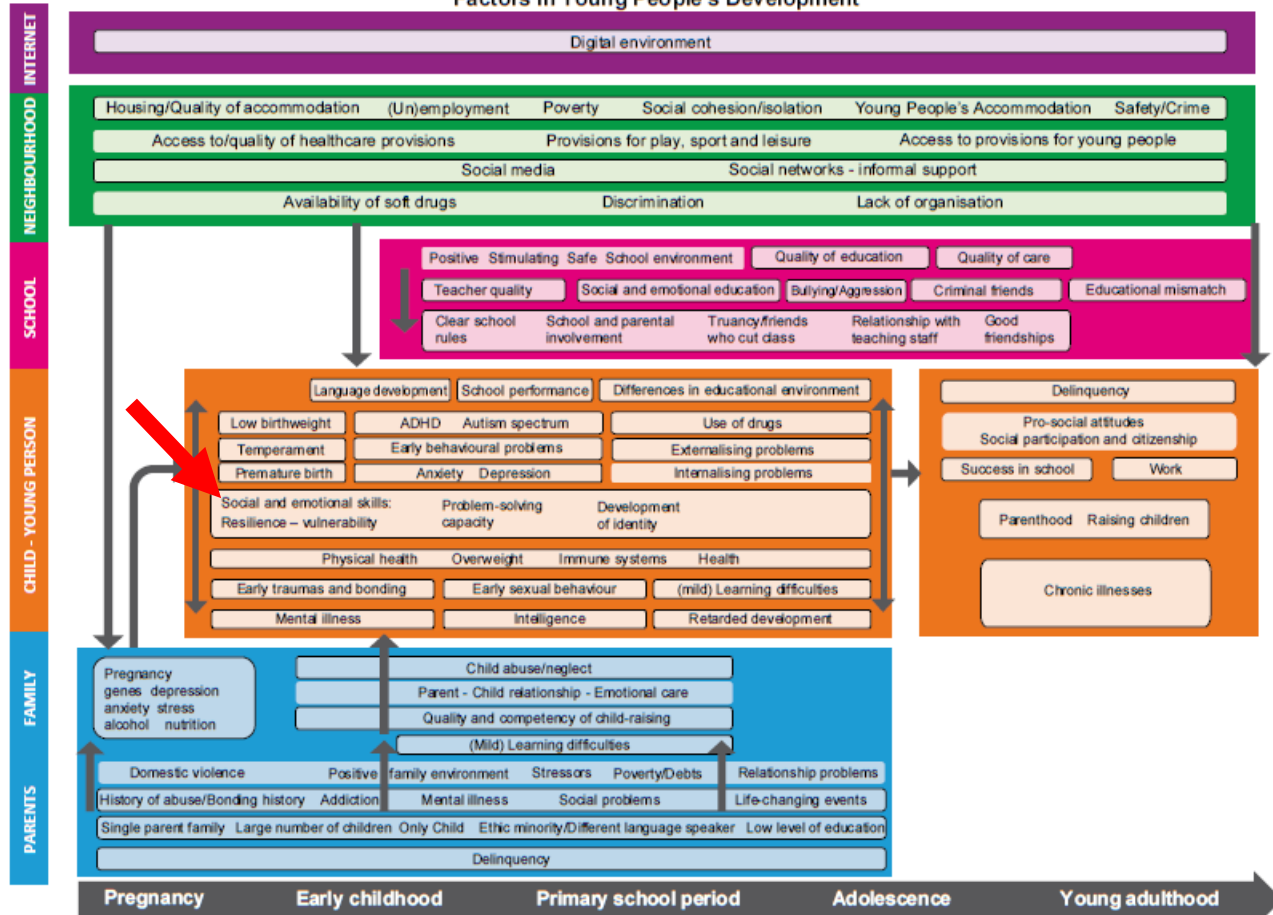 Factors in Young People's Development
INTERNET
Digital environment
NEIGHBOURHOOD
Housing/Quality of accommodation (Un)employment Poverty Social cohesion/isolation Young People's Accommodation Safety/Crime
Access to/quality of healthcare provisions Provisions for play, sport and leisure Access to provisions for young people
Social media Social networks - informal support
Availability of soft drugs Discrimination Lack of organisation
SCHOOL
Positive Stimulating Safe School environment Quality of education Quality of care
Teacher quality Social and emotional education Bullying/Aggression Criminal friends Educational mismatch
Clear school rules
School and parental involvement
Truancy/friends who cut class
Relationship with teaching staff
Good friendships
CHILD - YOUNG PERSON
Language development School performance Differences in educational environment
Low birthweight ADHD Autism spectrum Use of drugs
Temperament Early behavioural problems Externalising problems
Premature birth Anxiety Depression Internalising problems
Social and emotional skills:
Resilience – vulnerability
Problem-solving
capacity
Development
of identity
Physical health Overweight Immune systems Health
Early traumas and bonding Early sexual behaviour (mild) Learning difficulties
Mental illness Intelligence Retarded development
Delinquency
Pro-social attitudes
Social participation and citizenship
Success in school Work
Parenthood Raising children
Chronic illnesses
FAMILY
Pregnancy
genes depression
anxiety stress
alcohol nutrition
Child abuse/neglect
Parent - Child relationship - Emotional care
Quality and competency of child-raising
(Mild) Learning difficulties
PARENTS
Domestic violence Positive family environment Stressors Poverty/Debts Relationship problems
History of abuse/Bonding history Addiction Mental illness Social problems Life-changing events
Single parent family Large number of children Only Child Ethic minority/Different language speaker Low level of education
Delinquency
Pregnancy Early childhood Primary school period Adolescence Young adulthood